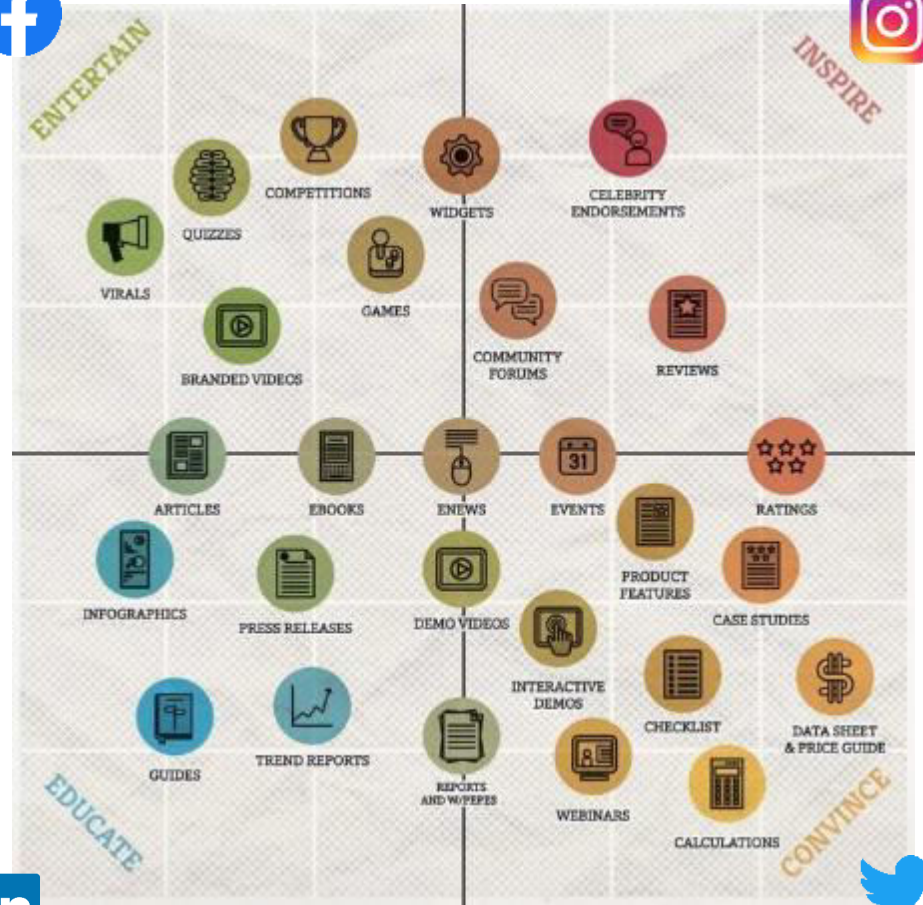 ENTERTAIN
INSPIRE
COMPETITIONS
WIDGETS
CELEBRITY
ENDORSEMENTS
QUIZZES
VIRALS
GAMES
COMMUNITY
FORUMS
REVIEWS
BRANDED VIDEOS
ARTICLES
EBOOKS
ENEWS
EVENTS
31
RATINGS
PRODUCT
FEATURES
INFOGRAPHICS
PRESS RELEASES
DEMO VIDEOS
CASE STUDIES
INTERACTIVE
DEMOS
CHECKLIST
DATA SHEET
& PRICE GUIDE
GUIDES
TREND REPORTS
REPORTS
AND W/PEPES
WEBINARS
CALCULATIONS
EDUCATE
CONVINCE